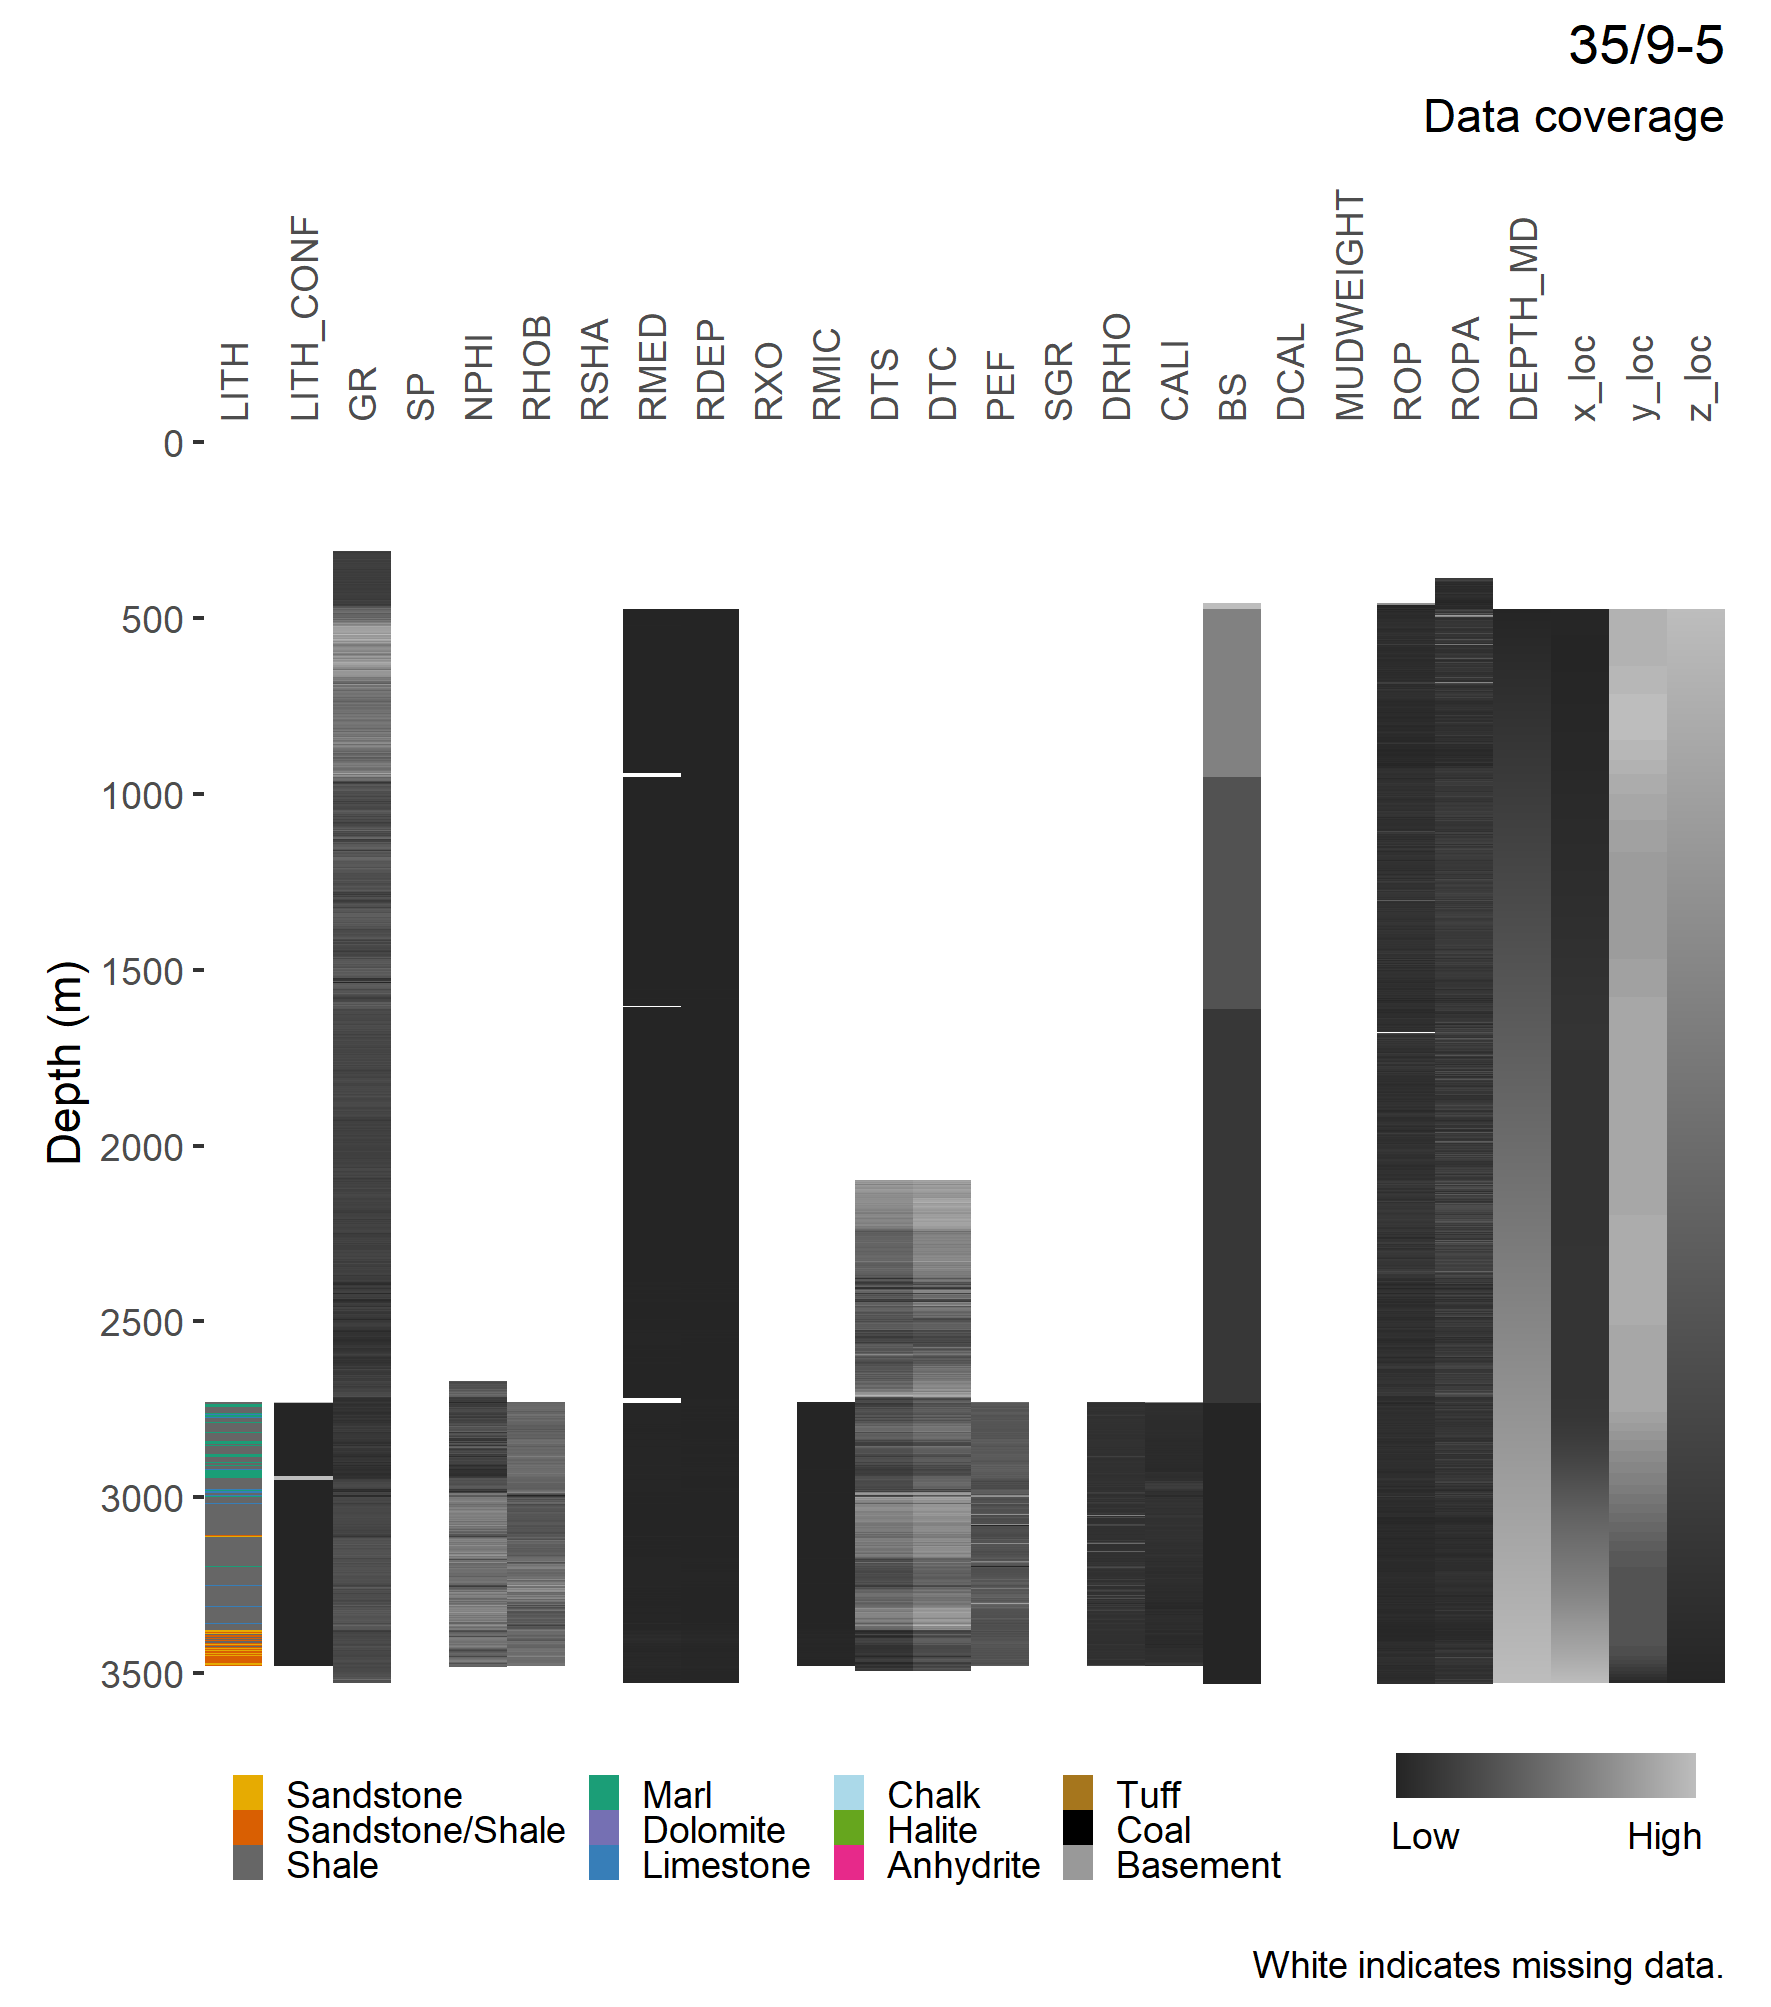 35/9-5
Data coverage
LITH
LITH_CONF
GR
SP
NPHI
RHOB
RSHA
RMED
RDEP
RXO
RMIC
DTS
DTC
PEF
SGR
DRHO
CALI
BS
DCAL
MUDWEIGHT
ROP
ROPA
DEPTH_MD
x_loc
y_loc
z_loc
Depth (m)
0
500
1000
1500
2000
2500
3000
3500
Sandstone
Sandstone/Shale
Shale
Marl
Dolomite
Limestone
Chalk
Halite
Anhydrite
Tuff
Coal
Basement
Low High
White indicates missing data.